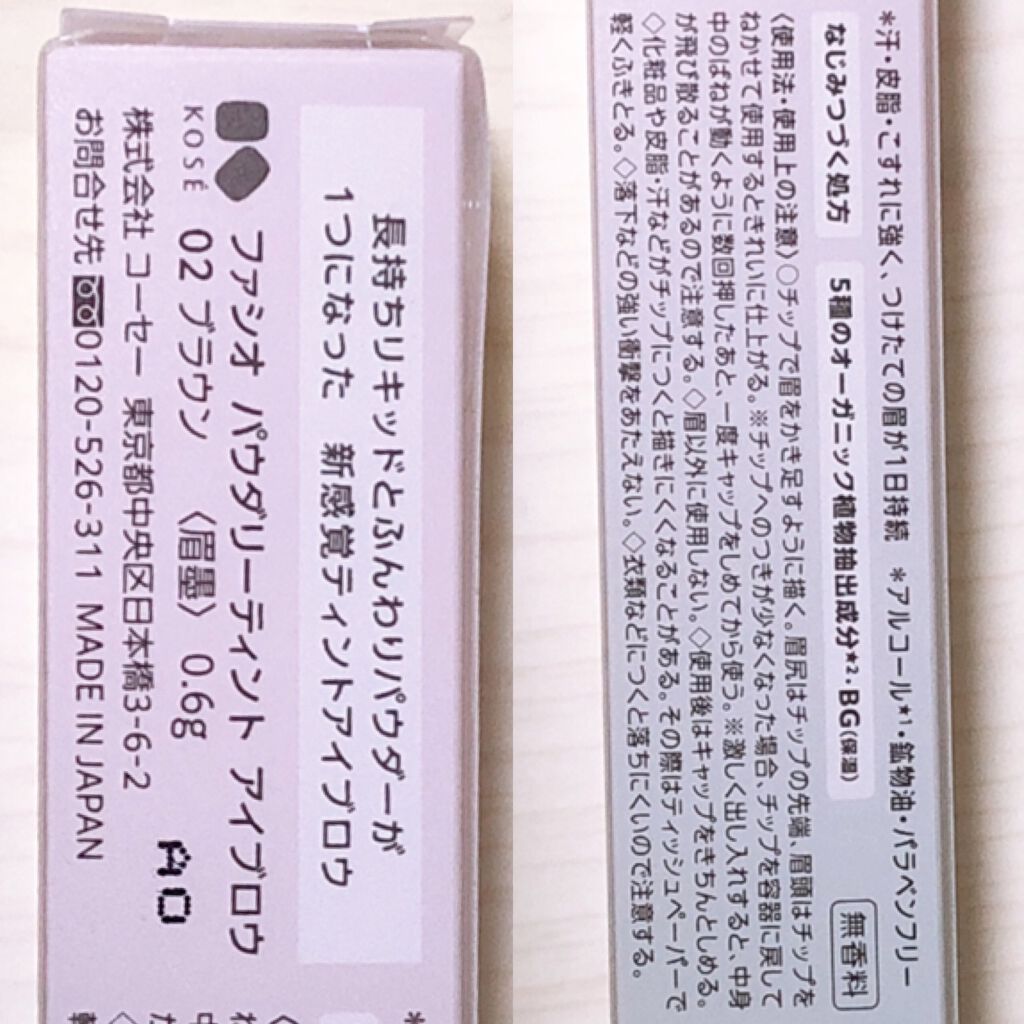 長持ちリキッドとふんわりパウダーが
1つになった 新感覚ティントアイブロウ
ファシオ パウダリーティント アイブロウ
KOSÉ 02 ブラウン 〈眉墨〉 0.6g
株式会社 コーセー 東京都中央区日本橋3-6-2
お問合せ先 0120-526-311 MADE IN JAPAN
*汗・皮脂・こすれに強く、つけたての眉が1日持続 *アルコール*1・鉱物油・パラベンフリー
なじみつづく処方 5種のオーガニック植物抽出成分*2・BG(保湿) 無香料
〈使用法・使用上の注意〉○チップで眉をかき足すように描く。眉尻はチップの先端、眉頭はチップを
ねかせて使用するときれいに仕上がる。※チップへのつきが少なくなった場合、チップを容器に戻して
中のばねが動くように数回押したあと、一度キャップをしめてから使う。※激しく出し入れすると、中身
が飛び散ることがあるので注意する。◇眉以外に使用しない。◇使用後はキャップをきちんとしめる。
◇化粧品や皮脂・汗などがチップにつくと描きにくくなることがある。その際はティッシュペーパーで
軽くふきとる。◇落下などの強い衝撃をあたえない。◇衣類などにつくと落ちにくいので注意する。